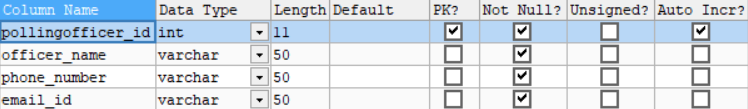 Column Name Data Type Length Default PK? Not Null? Unsigned? Auto Incr?
pollingofficer_id int 11
officer_name varchar 50
phone_number varchar 50
email_id varchar 50